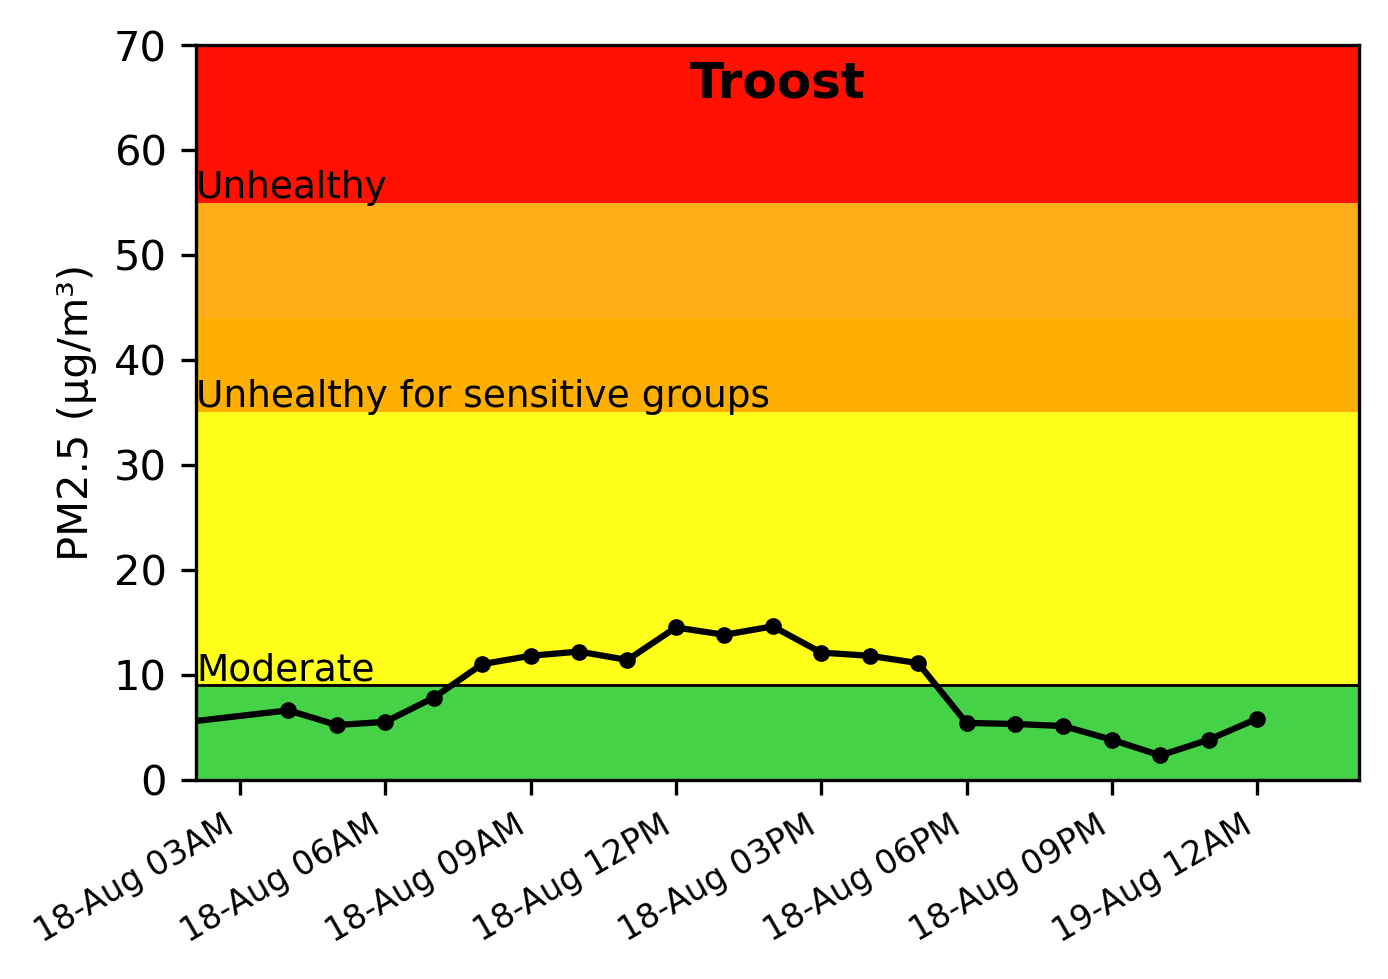 Troost
70
60
50
40
30
20
10
0
PM2.5 (µg/m³)
Unhealthy
Unhealthy for sensitive groups
Moderate
18-Aug 03AM
18-Aug 06AM
18-Aug 09AM
18-Aug 12PM
18-Aug 03PM
18-Aug 06PM
18-Aug 09PM
19-Aug 12AM